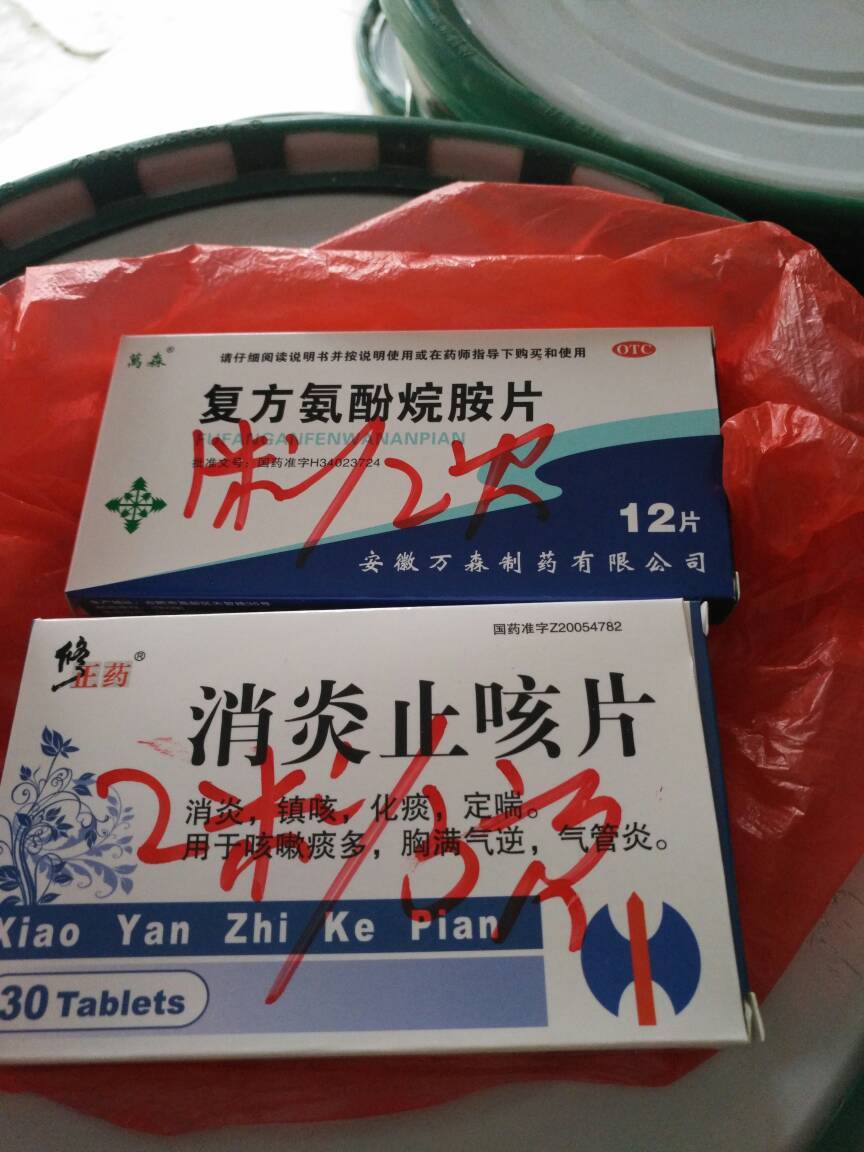 萬森®
请仔细阅读说明书并按说明使用或在药师指导下购买和使用
OTC
复方氨酚烷胺片
FUFANGANFENWANANPIAN
批准文号：国药准字H34023724
1粒/2次
12片
安徽万森制药有限公司
国药准字Z20054782
修正药®
消炎止咳片
2粒/3次
消炎，镇咳，化痰，定喘。
用于咳嗽痰多，胸满气逆，气管炎。
Xiao Yan Zhi Ke Pian
30 Tablets